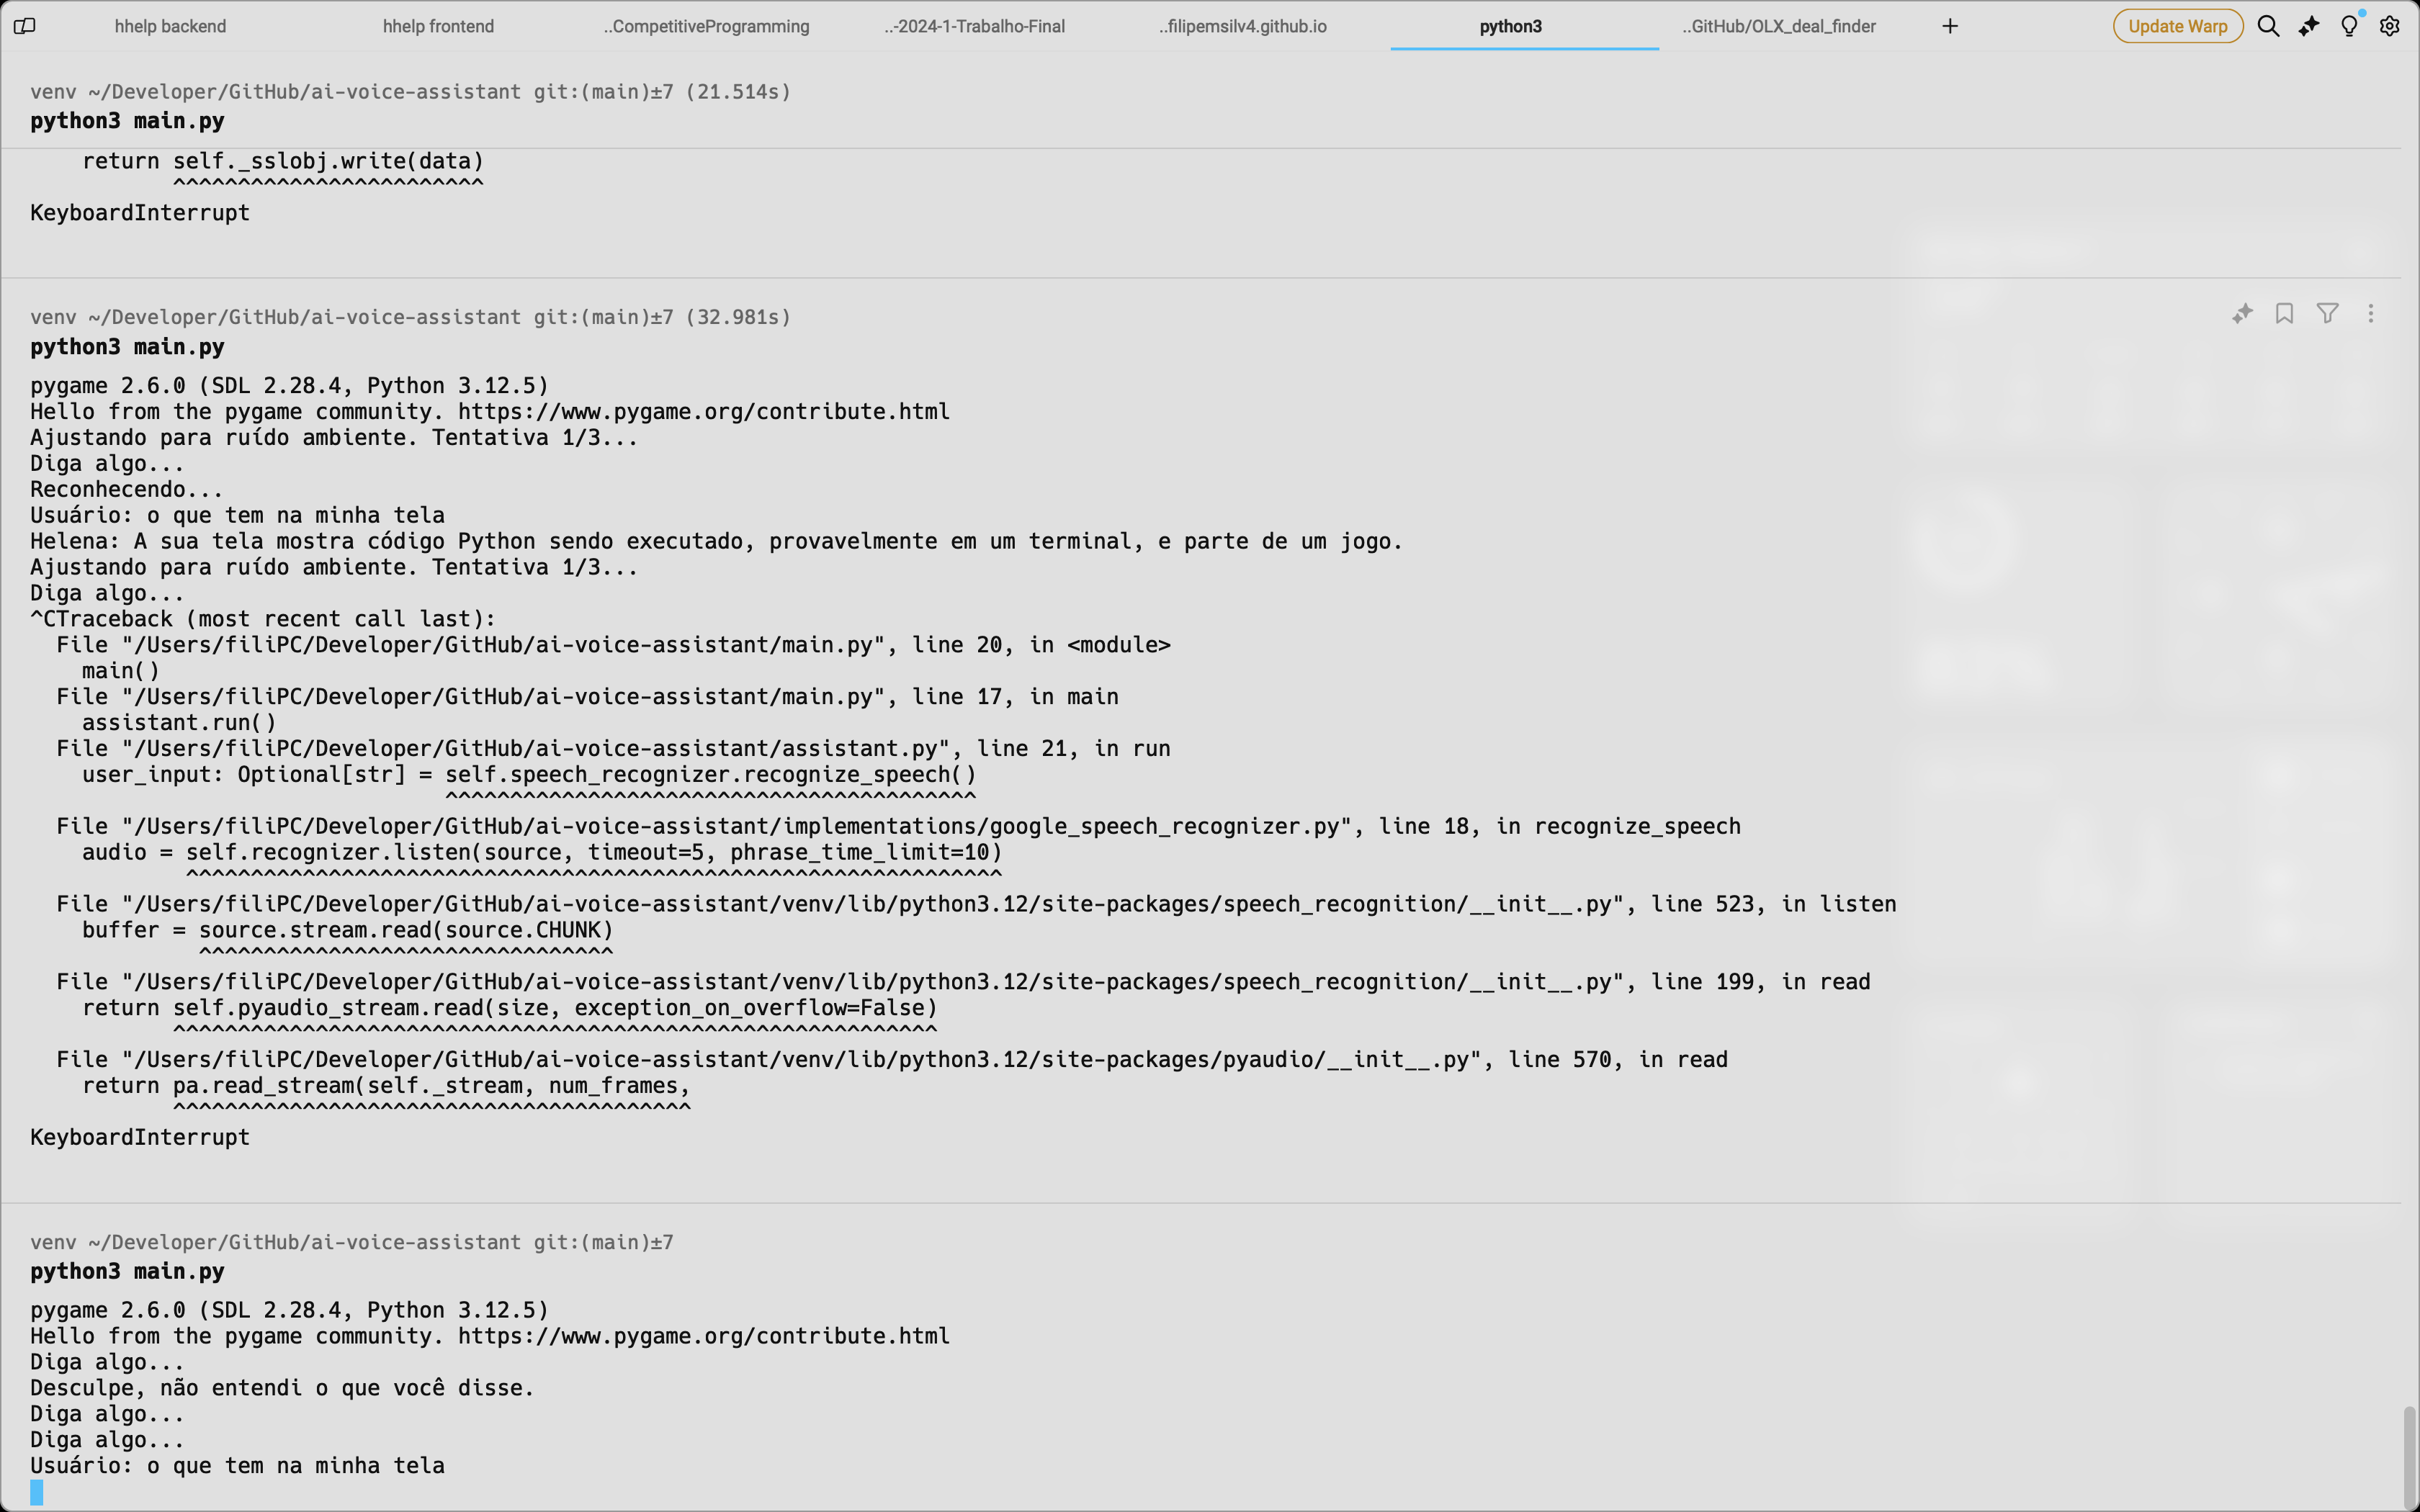 hhelp backend
hhelp frontend
..CompetitiveProgramming
..-2024-1-Trabalho-Final
..filipemsilv4.github.io
python3
..GitHub/OLX_deal_finder
+
Update Warp
venv ~/Developer/GitHub/ai-voice-assistant git:(main)±7 (21.514s)
python3 main.py
    return self._sslobj.write(data)
           ^^^^^^^^^^^^^^^^^^^^^^^^
KeyboardInterrupt
venv ~/Developer/GitHub/ai-voice-assistant git:(main)±7 (32.981s)
python3 main.py
pygame 2.6.0 (SDL 2.28.4, Python 3.12.5)
Hello from the pygame community. https://www.pygame.org/contribute.html
Ajustando para ruído ambiente. Tentativa 1/3...
Diga algo...
Reconhecendo...
Usuário: o que tem na minha tela
Helena: A sua tela mostra código Python sendo executado, provavelmente em um terminal, e parte de um jogo.
Ajustando para ruído ambiente. Tentativa 1/3...
Diga algo...
^CTraceback (most recent call last):
  File "/Users/filiPC/Developer/GitHub/ai-voice-assistant/main.py", line 20, in <module>
    main()
  File "/Users/filiPC/Developer/GitHub/ai-voice-assistant/main.py", line 17, in main
    assistant.run()
  File "/Users/filiPC/Developer/GitHub/ai-voice-assistant/assistant.py", line 21, in run
    user_input: Optional[str] = self.speech_recognizer.recognize_speech()
                                ^^^^^^^^^^^^^^^^^^^^^^^^^^^^^^^^^^^^^^^^^
  File "/Users/filiPC/Developer/GitHub/ai-voice-assistant/implementations/google_speech_recognizer.py", line 18, in recognize_speech
    audio = self.recognizer.listen(source, timeout=5, phrase_time_limit=10)
            ^^^^^^^^^^^^^^^^^^^^^^^^^^^^^^^^^^^^^^^^^^^^^^^^^^^^^^^^^^^^^^^
  File "/Users/filiPC/Developer/GitHub/ai-voice-assistant/venv/lib/python3.12/site-packages/speech_recognition/__init__.py", line 523, in listen
    buffer = source.stream.read(source.CHUNK)
             ^^^^^^^^^^^^^^^^^^^^^^^^^^^^^^^^
  File "/Users/filiPC/Developer/GitHub/ai-voice-assistant/venv/lib/python3.12/site-packages/speech_recognition/__init__.py", line 199, in read
    return self.pyaudio_stream.read(size, exception_on_overflow=False)
           ^^^^^^^^^^^^^^^^^^^^^^^^^^^^^^^^^^^^^^^^^^^^^^^^^^^^^^^^^^^
  File "/Users/filiPC/Developer/GitHub/ai-voice-assistant/venv/lib/python3.12/site-packages/pyaudio/__init__.py", line 570, in read
    return pa.read_stream(self._stream, num_frames,
           ^^^^^^^^^^^^^^^^^^^^^^^^^^^^^^^^^^^^^^^^
KeyboardInterrupt
venv ~/Developer/GitHub/ai-voice-assistant git:(main)±7
python3 main.py
pygame 2.6.0 (SDL 2.28.4, Python 3.12.5)
Hello from the pygame community. https://www.pygame.org/contribute.html
Diga algo...
Desculpe, não entendi o que você disse.
Diga algo...
Diga algo...
Usuário: o que tem na minha tela